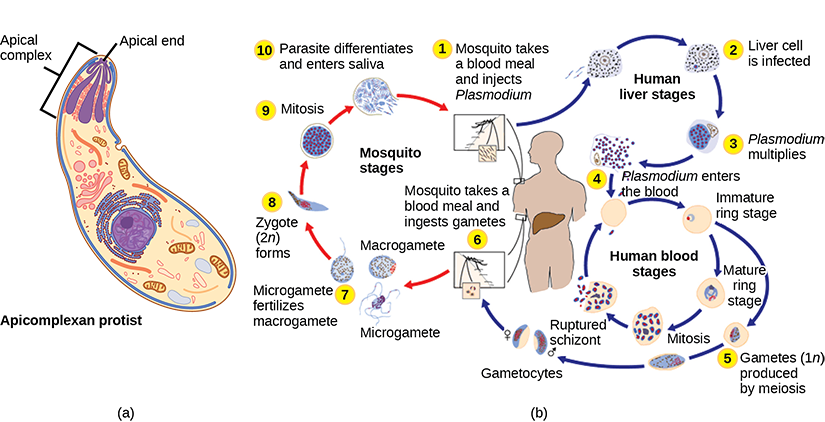 Apical
complex
Apical end
Apicomplexan protist
(a)
10 Parasite differentiates
and enters saliva
1 Mosquito takes
a blood meal
and injects
Plasmodium
2 Liver cell
is infected
Human
liver stages
9 Mitosis
3 Plasmodium
multiplies
Mosquito
stages
4 Plasmodium enters
the blood
Mosquito takes a
blood meal and
ingests gametes
6
Immature
ring stage
8
Zygote
(2n)
forms
Macrogamete
Human blood
stages
Mature
ring
stage
Microgamete
fertilizes
macrogamete
7
Microgamete
Ruptured
schizont
Mitosis
♀
♂
Gametocytes
5 Gametes (1n)
produced
by meiosis
(b)